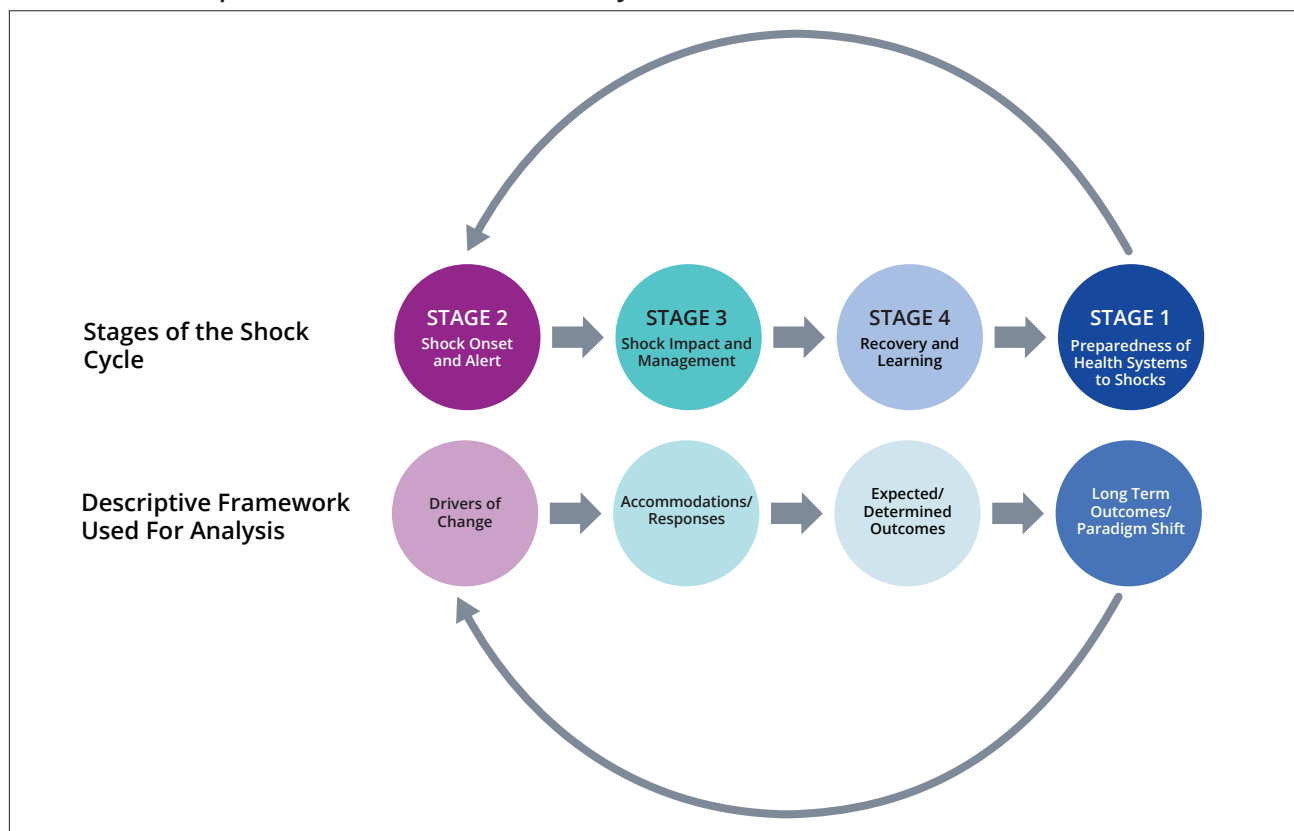 Stages of the Shock
Cycle
STAGE 2
Shock Onset
and Alert
STAGE 3
Shock Impact and
Management
STAGE 4
Recovery and
Learning
STAGE 1
Preparedness of
Health Systems
to Shocks
Descriptive Framework
Used For Analysis
Drivers of
Change
Accommodations/
Responses
Expected/
Determined
Outcomes
Long Term
Outcomes/
Paradigm Shift